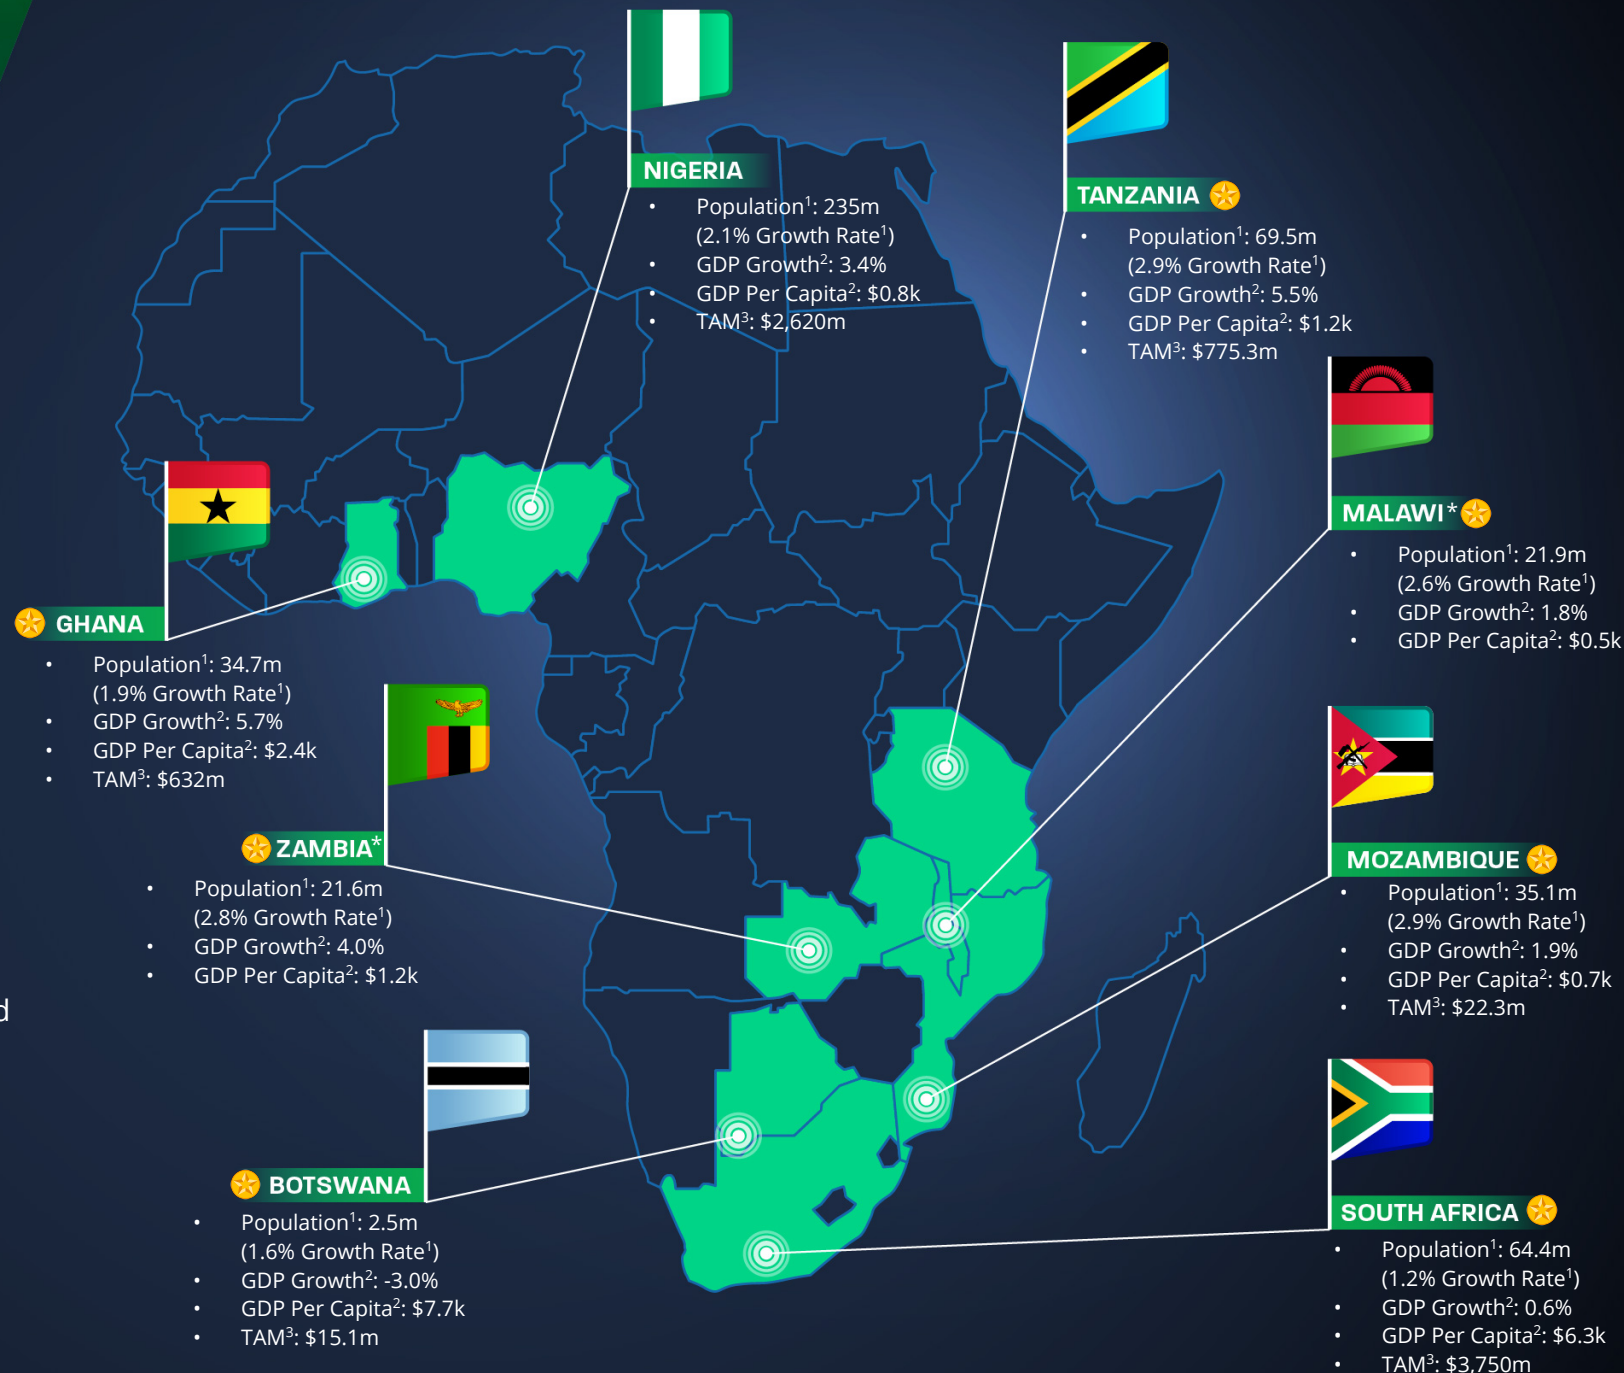 NIGERIA
• Population¹: 235m
(2.1% Growth Rate¹)
• GDP Growth²: 3.4%
• GDP Per Capita²: $0.8k
• TAM³: $2,620m
TANZANIA
• Population¹: 69.5m
(2.9% Growth Rate¹)
• GDP Growth²: 5.5%
• GDP Per Capita²: $1.2k
• TAM³: $775.3m
MALAWI*
• Population¹: 21.9m
(2.6% Growth Rate¹)
• GDP Growth²: 1.8%
• GDP Per Capita²: $0.5k
GHANA
• Population¹: 34.7m
(1.9% Growth Rate¹)
• GDP Growth²: 5.7%
• GDP Per Capita²: $2.4k
• TAM³: $632m
ZAMBIA*
• Population¹: 21.6m
(2.8% Growth Rate¹)
• GDP Growth²: 4.0%
• GDP Per Capita²: $1.2k
MOZAMBIQUE
• Population¹: 35.1m
(2.9% Growth Rate¹)
• GDP Growth²: 1.9%
• GDP Per Capita²: $0.7k
• TAM³: $22.3m
BOTSWANA
• Population¹: 2.5m
(1.6% Growth Rate¹)
• GDP Growth²: -3.0%
• GDP Per Capita²: $7.7k
• TAM³: $15.1m
SOUTH AFRICA
• Population¹: 64.4m
(1.2% Growth Rate¹)
• GDP Growth²: 0.6%
• GDP Per Capita²: $6.3k
• TAM³: $3,750m